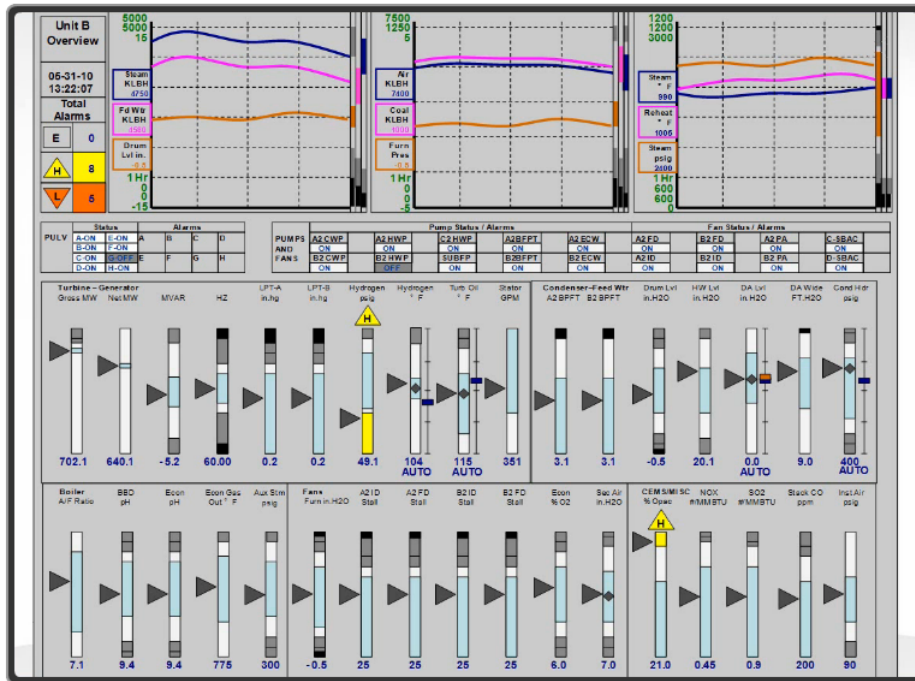 Unit B
Overview
05-31-10
13:22:07
Total
Alarms
E 0
H 8
L 5
5000
5000
15
Steam
KLBH
4750
Fd Wtr
KLBH
4580
Drum
Lvl in.
-0.5
1 Hr
0
0
-15
7500
1250
5
Air
KLBH
7400
Coal
KLBH
1000
Furn
Pres
-0.5
1 Hr
0
0
-5
1200
3000
Steam
° F
990
Reheat
° F
1005
Steam
psig
2400
1 Hr
600
600
0
PULV
Status Alarms
A-ON E-ON A B C D
B-ON F-ON
C-ON G-OFF E F G H
D-ON H-ON
PUMPS
AND
FANS
Pump Status / Alarms Fan Status / Alarms
A2 CWP A2 HWP C2 HWP A2BFPT A2 ECW A2 FD B2 FD A2 PA C-SBAC
ON ON ON ON ON ON ON ON ON
B2 CWP B2 HWP SUBFP B2BFPT B2 ECW A2 ID B2 ID B2 PA D-SBAC
ON OFF ON ON ON ON ON ON ON
Turbine - Generator
Gross MW Net MW MVAR HZ LPT-A in.hg LPT-B in.hg Hydrogen psig Hydrogen ° F Turb Oil ° F Stator GPM
H
702.1 640.1 -5.2 60.00 0.2 0.2 49.1 104 115 351
AUTO AUTO
Condenser-Feed Wtr
A2 BPFT B2 BPFT Drum Lvl in.H2O HW Lvl in.H2O DA Lvl in.H2O DA Wide FT.H2O Cond Hdr psig
3.1 3.1 -0.5 20.1 0.0 9.0 400
AUTO AUTO
Boiler
A/F Ratio BBD pH Econ pH Econ Gas Out ° F Aux Stm psig
7.1 9.4 9.4 775 300
Fans
Furn in.H2O A2 ID Stall A2 FD Stall B2 ID Stall B2 FD Stall Econ % O2 Sec Air in.H2O
-0.5 25 25 25 25 6.0 7.0
CEMS/MISC
% Opac NOX #/MMBTU SO2 #/MMBTU Stack CO ppm Inst Air psig
H
21.0 0.45 0.9 200 90